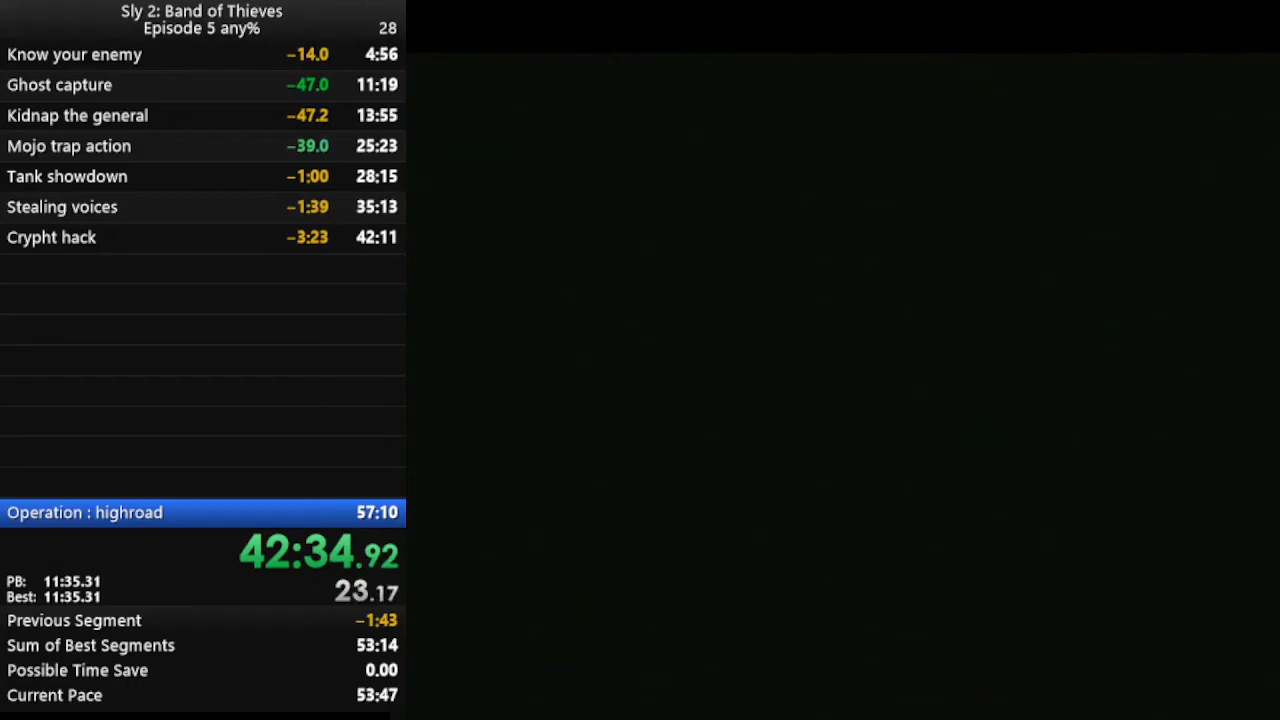 Sly 2: Band of Thieves
Episode 5 any% 28
Know your enemy −14.0 4:56
Ghost capture −47.0 11:19
Kidnap the general −47.2 13:55
Mojo trap action −39.0 25:23
Tank showdown −1:00 28:15
Stealing voices −1:39 35:13
Crypht hack −3:23 42:11
Operation : highroad 57:10
42:34.92
PB: 11:35.31
Best: 11:35.31 23.17
Previous Segment −1:43
Sum of Best Segments 53:14
Possible Time Save 0.00
Current Pace 53:47